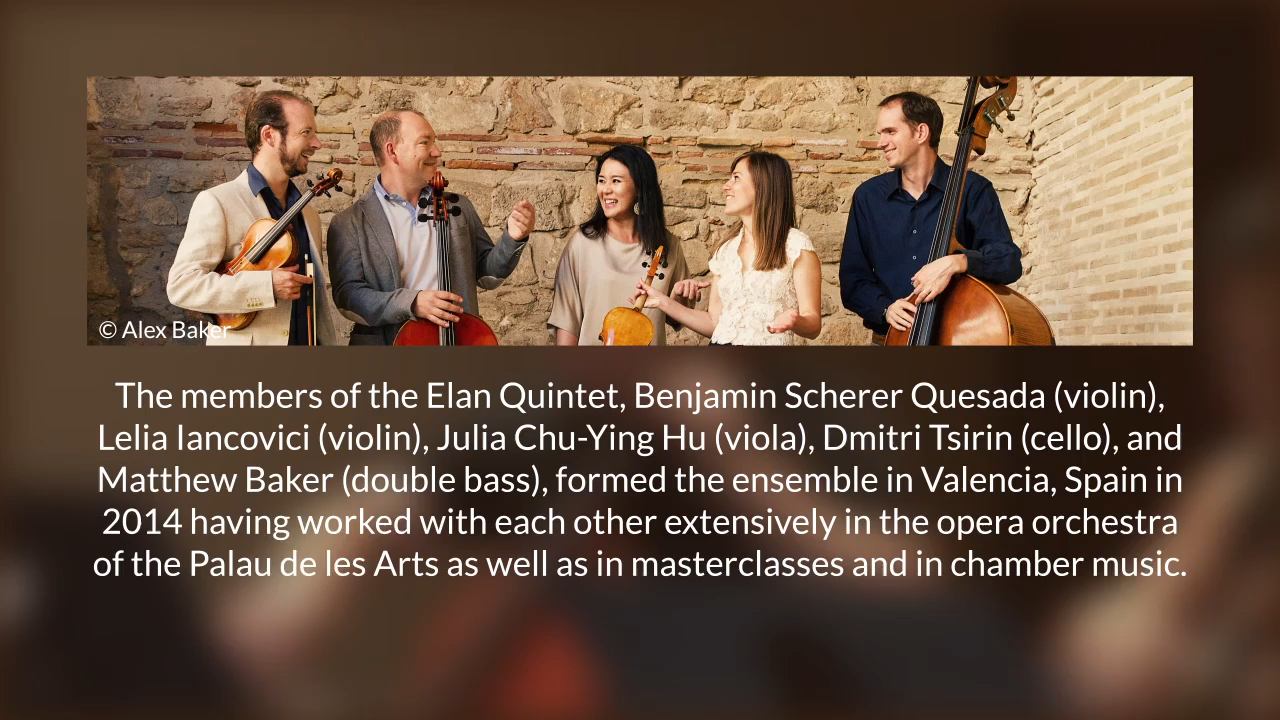 © Alex Baker
The members of the Elan Quintet, Benjamin Scherer Quesada (violin),
Lelia Iancovici (violin), Julia Chu-Ying Hu (viola), Dmitri Tsirin (cello), and
Matthew Baker (double bass), formed the ensemble in Valencia, Spain in
2014 having worked with each other extensively in the opera orchestra
of the Palau de les Arts as well as in masterclasses and in chamber music.